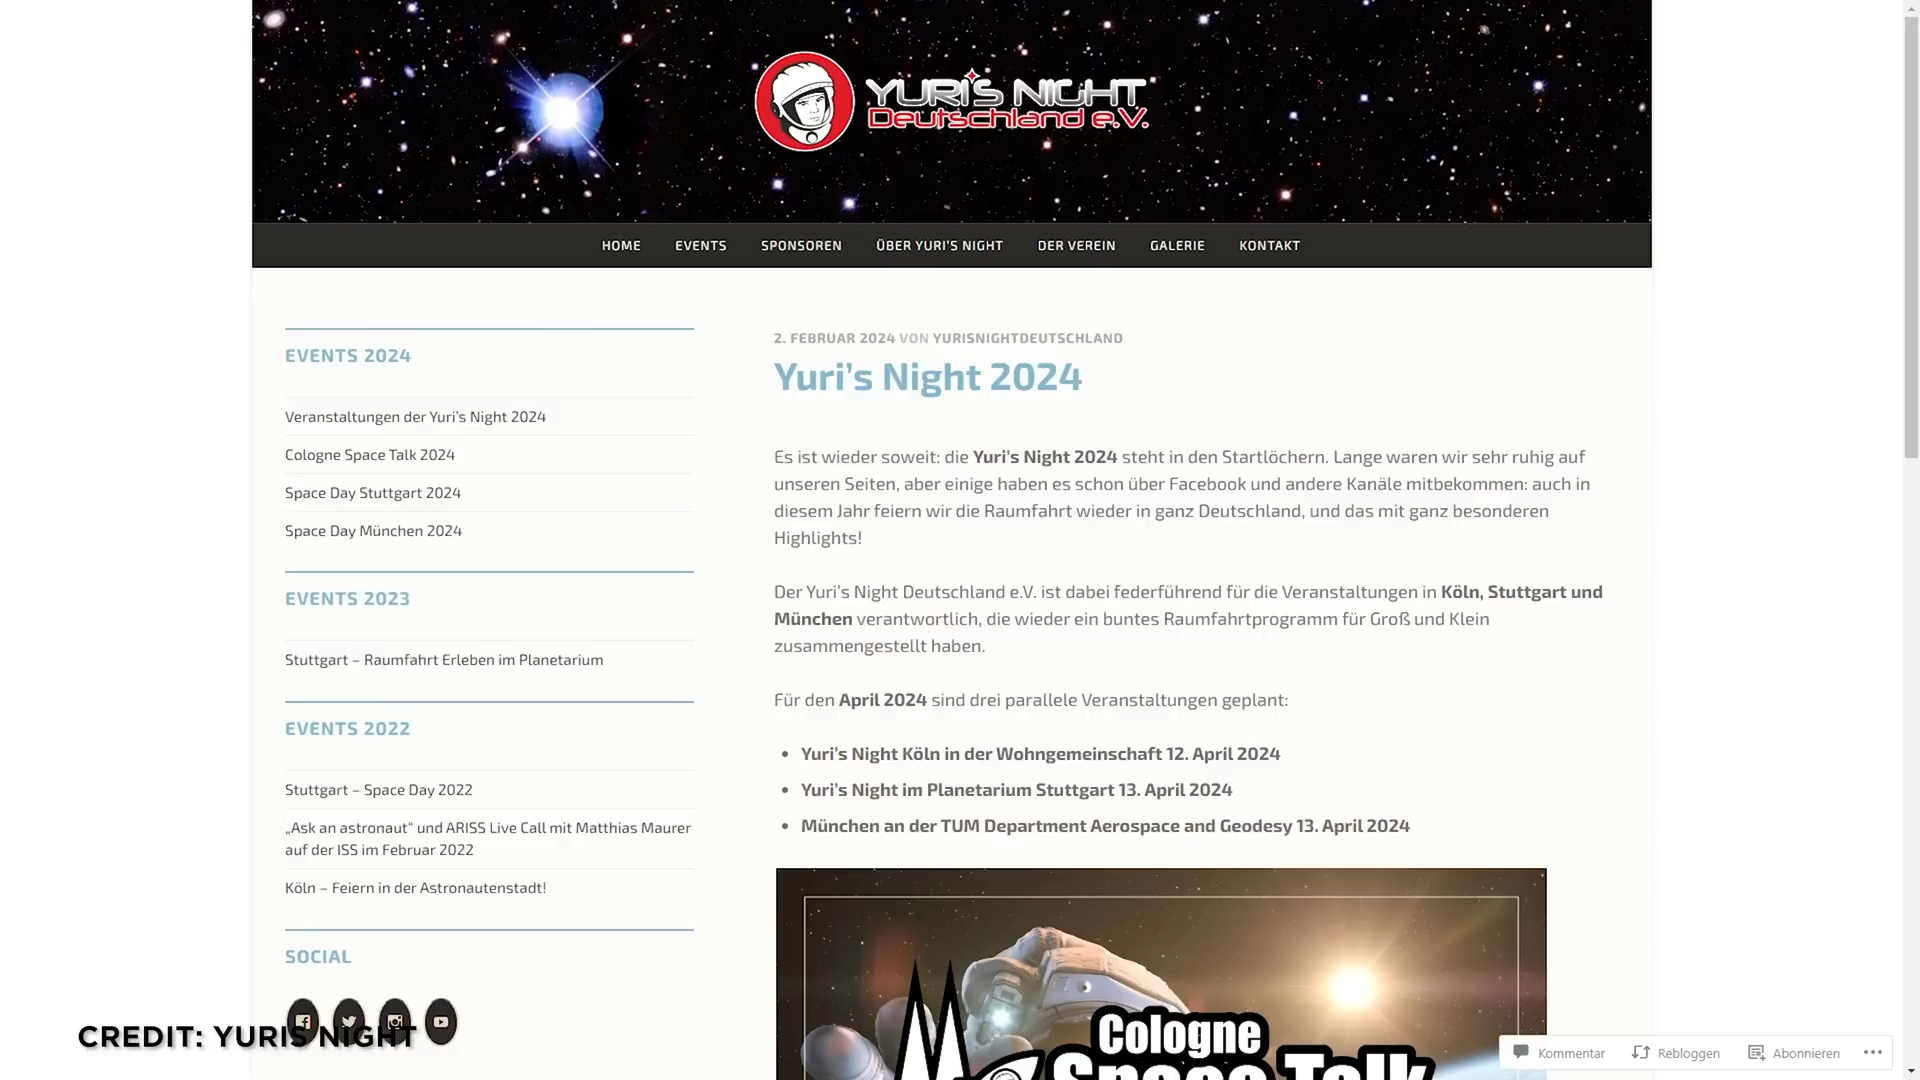 YURI'S NIGHT
Deutschland e.V.
HOME EVENTS SPONSOREN ÜBER YURI'S NIGHT DER VEREIN GALERIE KONTAKT
EVENTS 2024
Veranstaltungen der Yuri's Night 2024
Cologne Space Talk 2024
Space Day Stuttgart 2024
Space Day München 2024
EVENTS 2023
Stuttgart – Raumfahrt Erleben im Planetarium
EVENTS 2022
Stuttgart – Space Day 2022
„Ask an astronaut“ und ARISS Live Call mit Matthias Maurer
auf der ISS im Februar 2022
Köln – Feiern in der Astronautenstadt!
SOCIAL
CREDIT: YURIS NIGHT
2. FEBRUAR 2024 VON YURISNIGHTDEUTSCHLAND
Yuri’s Night 2024
Es ist wieder soweit: die Yuri’s Night 2024 steht in den Startlöchern. Lange waren wir sehr ruhig auf
unseren Seiten, aber einige haben es schon über Facebook und andere Kanäle mitbekommen: auch in
diesem Jahr feiern wir die Raumfahrt wieder in ganz Deutschland, und das mit ganz besonderen
Highlights!
Der Yuri’s Night Deutschland e.V. ist dabei federführend für die Veranstaltungen in Köln, Stuttgart und
München verantwortlich, die wieder ein buntes Raumfahrtprogramm für Groß und Klein
zusammengestellt haben.
Für den April 2024 sind drei parallele Veranstaltungen geplant:
• Yuri’s Night Köln in der Wohngemeinschaft 12. April 2024
• Yuri’s Night im Planetarium Stuttgart 13. April 2024
• München an der TUM Department Aerospace and Geodesy 13. April 2024
Cologne
Space Talk
Kommentar Rebloggen Abonnieren